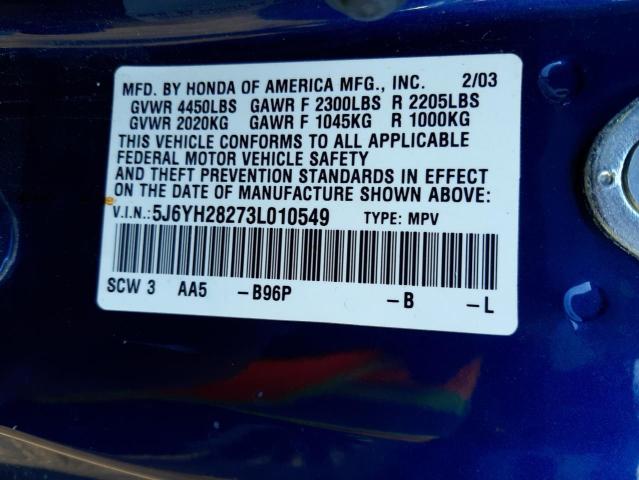 MFD. BY HONDA OF AMERICA MFG., INC. 2/03
GVWR 4450LBS GAWR F 2300LBS R 2205LBS
GVWR 2020KG GAWR F 1045KG R 1000KG
THIS VEHICLE CONFORMS TO ALL APPLICABLE
FEDERAL MOTOR VEHICLE SAFETY
AND THEFT PREVENTION STANDARDS IN EFFECT
ON THE DATE OF MANUFACTURE SHOWN ABOVE:
V.I.N.:5J6YH28273L010549 TYPE: MPV
SCW 3 AA5 -B96P -B -L